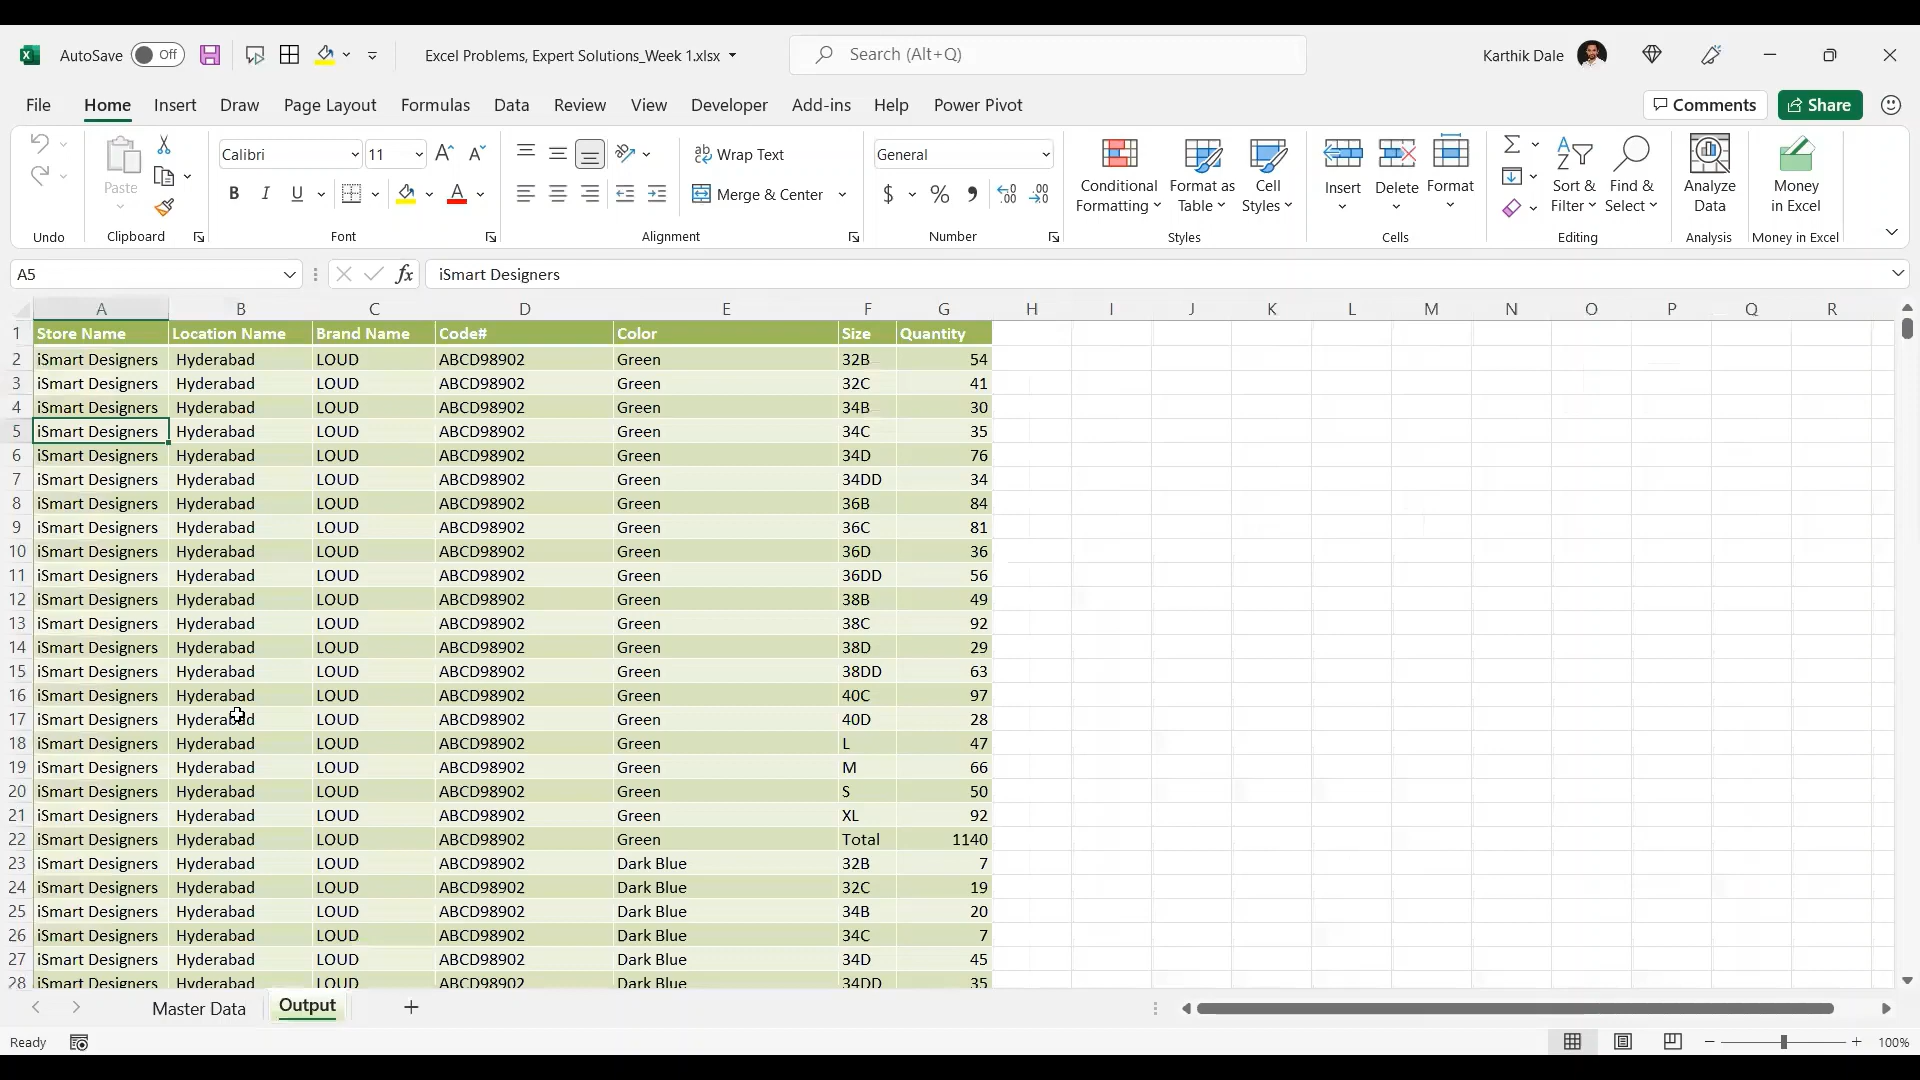 AutoSave Off Excel Problems, Expert Solutions_Week 1.xlsx Search (Alt+Q) Karthik Dale
File Home Insert Draw Page Layout Formulas Data Review View Developer Add-ins Help Power Pivot Comments Share
Paste Calibri 11 B I U A ab Wrap Text Merge & Center General $ % Conditional Formatting Format as Table Cell Styles Insert Delete Format Sort & Filter Find & Select Analyze Data Money in Excel
Undo Clipboard Font Alignment Number Styles Cells Editing Analysis Money in Excel
A5 fx iSmart Designers
A B C D E F G H I J K L M N O P Q R
1 Store Name Location Name Brand Name Code# Color Size Quantity
2 iSmart Designers Hyderabad LOUD ABCD98902 Green 32B 54
3 iSmart Designers Hyderabad LOUD ABCD98902 Green 32C 41
4 iSmart Designers Hyderabad LOUD ABCD98902 Green 34B 30
5 iSmart Designers Hyderabad LOUD ABCD98902 Green 34C 35
6 iSmart Designers Hyderabad LOUD ABCD98902 Green 34D 76
7 iSmart Designers Hyderabad LOUD ABCD98902 Green 34DD 34
8 iSmart Designers Hyderabad LOUD ABCD98902 Green 36B 84
9 iSmart Designers Hyderabad LOUD ABCD98902 Green 36C 81
10 iSmart Designers Hyderabad LOUD ABCD98902 Green 36D 36
11 iSmart Designers Hyderabad LOUD ABCD98902 Green 36DD 56
12 iSmart Designers Hyderabad LOUD ABCD98902 Green 38B 49
13 iSmart Designers Hyderabad LOUD ABCD98902 Green 38C 92
14 iSmart Designers Hyderabad LOUD ABCD98902 Green 38D 29
15 iSmart Designers Hyderabad LOUD ABCD98902 Green 38DD 63
16 iSmart Designers Hyderabad LOUD ABCD98902 Green 40C 97
17 iSmart Designers Hyderabad LOUD ABCD98902 Green 40D 28
18 iSmart Designers Hyderabad LOUD ABCD98902 Green L 47
19 iSmart Designers Hyderabad LOUD ABCD98902 Green M 66
20 iSmart Designers Hyderabad LOUD ABCD98902 Green S 50
21 iSmart Designers Hyderabad LOUD ABCD98902 Green XL 92
22 iSmart Designers Hyderabad LOUD ABCD98902 Green Total 1140
23 iSmart Designers Hyderabad LOUD ABCD98902 Dark Blue 32B 7
24 iSmart Designers Hyderabad LOUD ABCD98902 Dark Blue 32C 19
25 iSmart Designers Hyderabad LOUD ABCD98902 Dark Blue 34B 20
26 iSmart Designers Hyderabad LOUD ABCD98902 Dark Blue 34C 7
27 iSmart Designers Hyderabad LOUD ABCD98902 Dark Blue 34D 45
28 iSmart Designers Hyderabad LOUD ABCD98902 Dark Blue 34DD 35
Master Data Output
Ready 100%